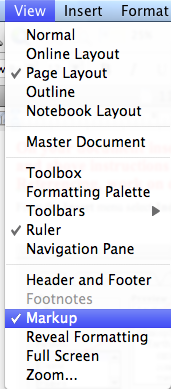 View Insert Format
Normal
Online Layout
✓ Page Layout
Outline
Notebook Layout
Master Document
Toolbox
Formatting Palette
Toolbars ▶
✓ Ruler
Navigation Pane
Header and Footer
Footnotes
✓ Markup
Reveal Formatting
Full Screen
Zoom...